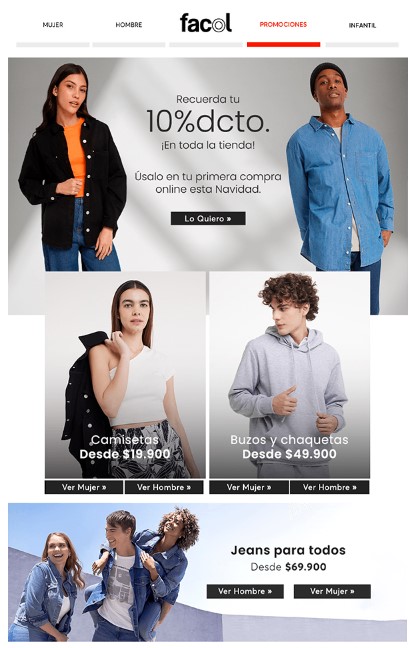 MUJER
HOMBRE
facol
PROMOCIONES
INFANTIL
Recuerda tu
10%dcto.
¡En toda la tienda!
Úsalo en tu primera compra
online esta Navidad.
Lo Quiero »
Camisetas
Desde $19.900
Ver Mujer »
Ver Hombre »
Buzos y chaquetas
Desde $49.900
Ver Mujer »
Ver Hombre »
Jeans para todos
Desde $69.900
Ver Hombre »
Ver Mujer »